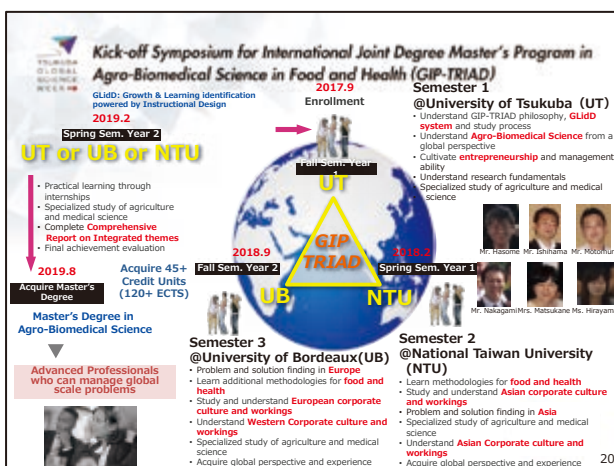 TSUKUBA
GLOBAL
SCIENCE
WEEK
Kick-off Symposium for International Joint Degree Master's Program in
Agro-Biomedical Science in Food and Health (GIP-TRIAD)
GLidD: Growth & Learning identification
powered by Instructional Design
2019.2
Spring Sem. Year 2
UT or UB or NTU
• Practical learning through
internships
• Specialized study of agriculture
and medical science
• Complete Comprehensive
Report on Integrated themes
• Final achievement evaluation
2019.8
Acquire Master's
Degree
Acquire 45+
Credit Units
(120+ ECTS)
Master's Degree in
Agro-Biomedical Science
Advanced Professionals
who can manage global
scale problems
2017.9
Enrollment
Fall Sem. Year
1
UT
GIP
TRIAD
2018.9
Fall Sem. Year 2
UB
2018.2
Spring Sem. Year 1
NTU
Semester 1
@University of Tsukuba (UT)
• Understand GIP-TRIAD philosophy, GLidD
system and study process
• Understand Agro-Biomedical Science from a
global perspective
• Cultivate entrepreneurship and management
ability
• Understand research fundamentals
• Specialized study of agriculture and medical
science
Mr. Hasome Mr. Ishihama Mr. Motomur
Mr. Nakagami Mrs. Matsukane Ms. Hirayam
Semester 3
@University of Bordeaux(UB)
• Problem and solution finding in Europe
• Learn additional methodologies for food and
health
• Study and understand European corporate
culture and workings
• Understand Western Corporate culture and
workings
• Specialized study of agriculture and medical
science
• Acquire global perspective and experience
Semester 2
@National Taiwan University
(NTU)
• Learn methodologies for food and health
• Study and understand Asian corporate culture
and workings
• Problem and solution finding in Asia
• Specialized study of agriculture and medical
science
• Understand Asian Corporate culture and
workings
• Acquire global perspective and experience
20